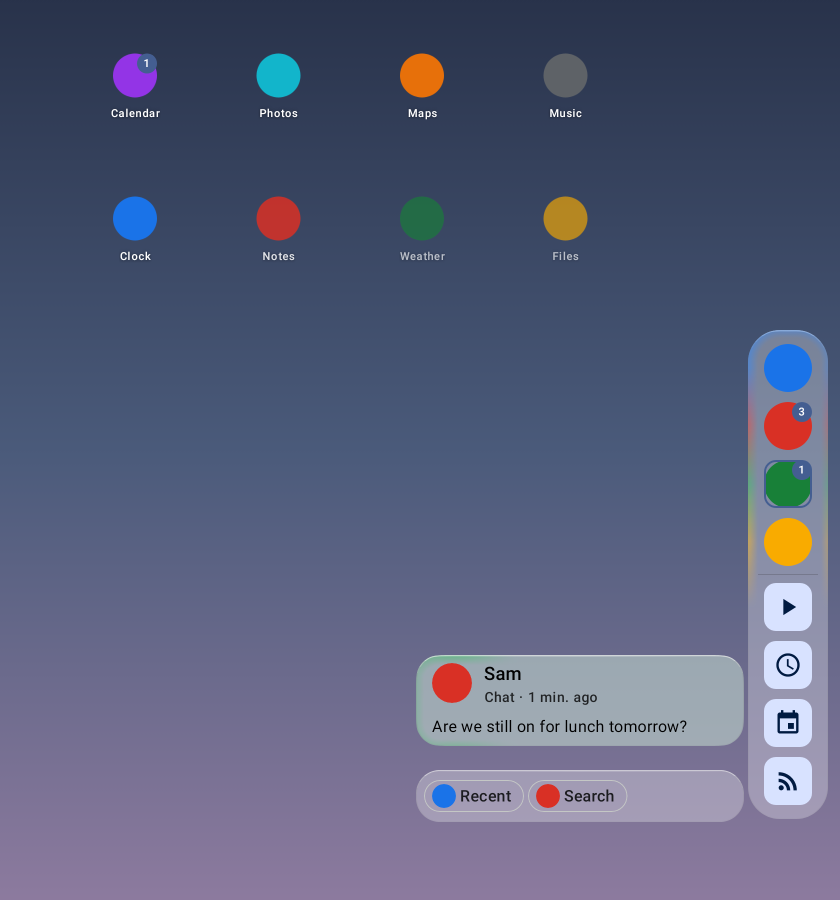 1
Calendar
Photos
Maps
Music
Clock
Notes
Weather
Files
3
1
Sam
Chat · 1 min. ago
Are we still on for lunch tomorrow?
Recent
Search